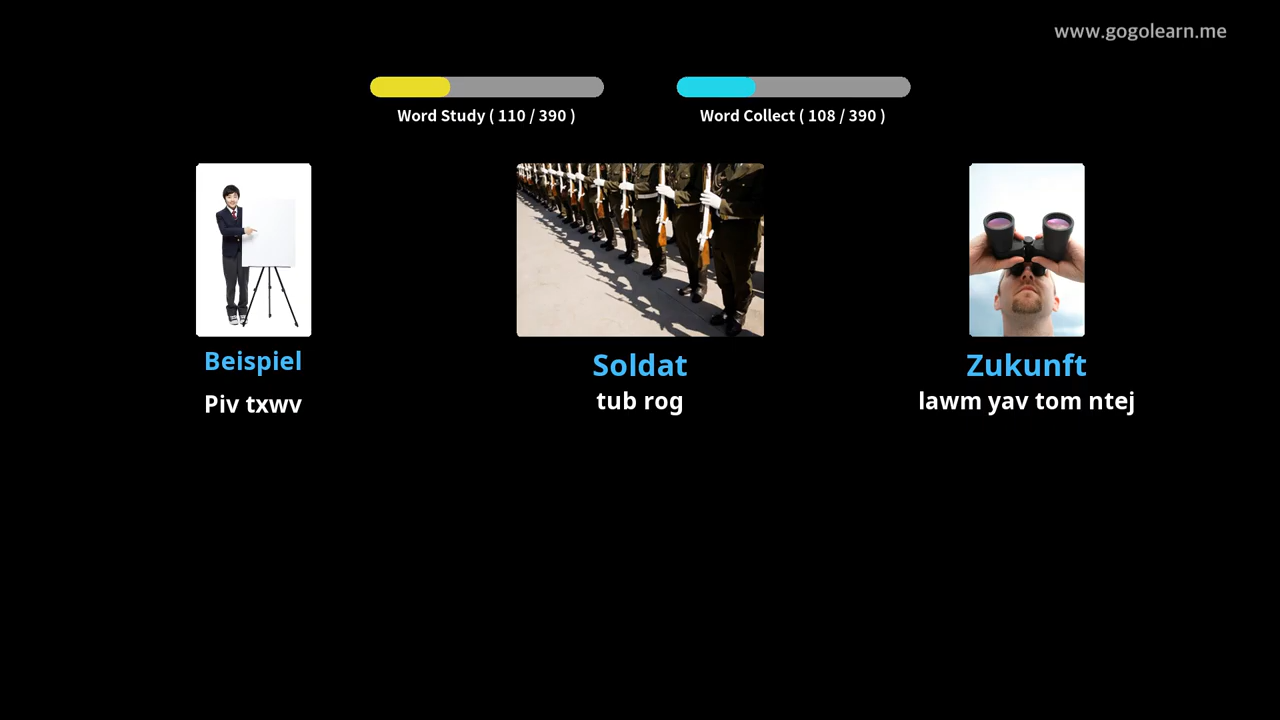 www.gogolearn.me
Word Study ( 110 / 390 )
Word Collect ( 108 / 390 )
Beispiel
Piv txwv
Soldat
tub rog
Zukunft
lawm yav tom ntej